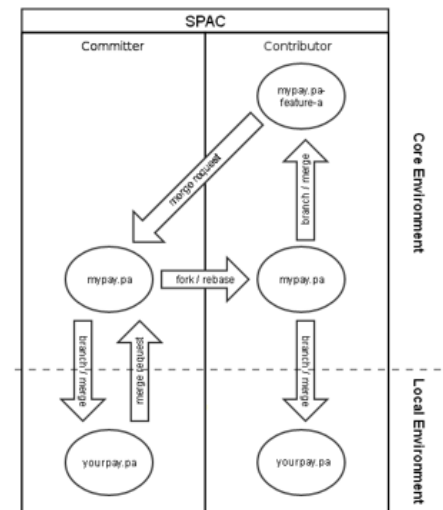 SPAC
Committer
Contributor
mypay.pa-
feature-a
merge request
branch / merge
Core Environment
mypay.pa
fork / rebase
mypay.pa
branch / merge
merge request
branch / merge
Local Environment
yourpay.pa
yourpay.pa